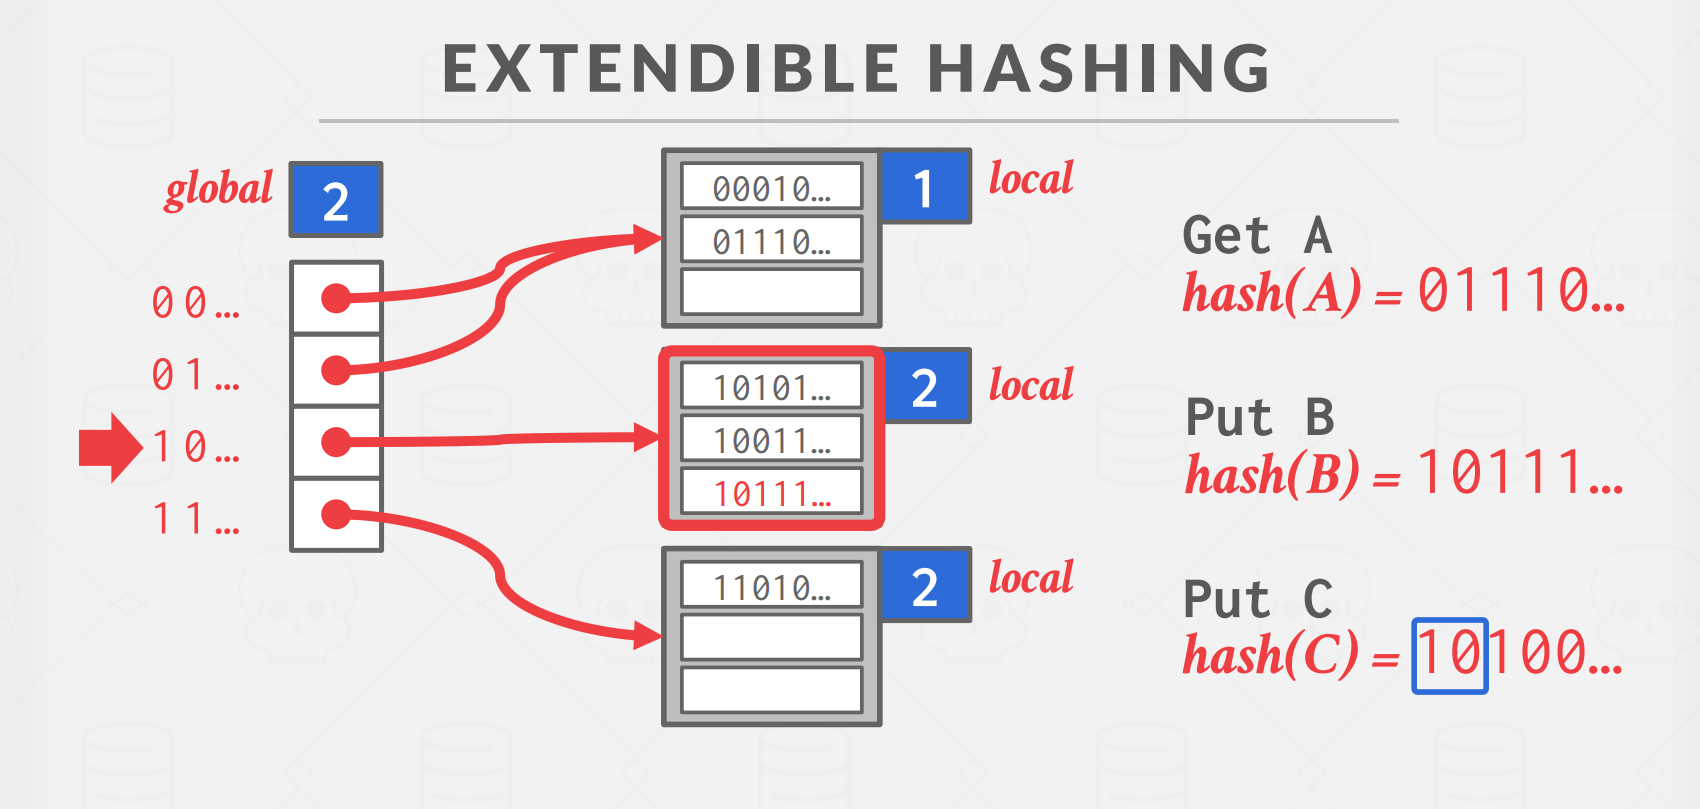 EXTENDIBLE HASHING
global 2
00…
01…
10…
11…
00010…
01110…
1 local
10101…
10011…
10111…
2 local
11010…
2 local
Get A
hash(A) = 01110…
Put B
hash(B) = 10111…
Put C
hash(C) = 10100…